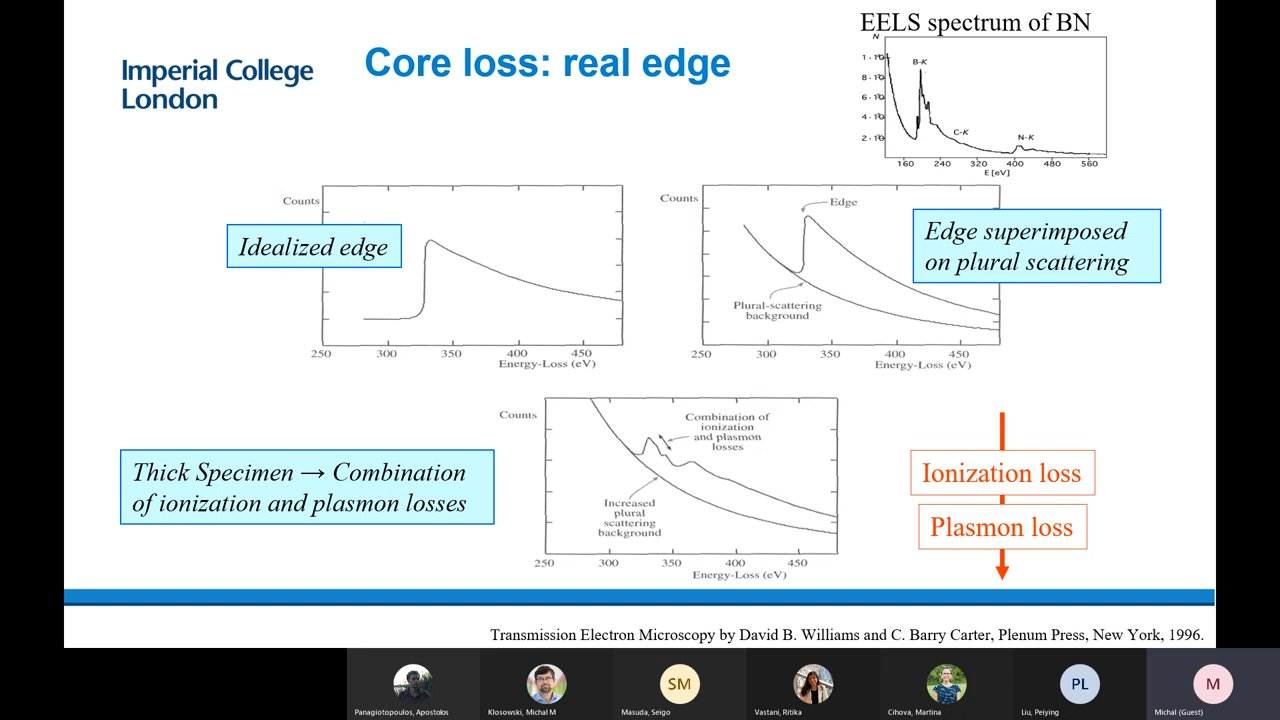 EELS spectrum of BN
Imperial College
London
Core loss: real edge
N
B-K
C-K
N-K
160 240 320 400 480 560
E [eV]
Counts
Idealized edge
250 300 350 400 450
Energy-Loss (eV)
Counts
Edge
Edge superimposed
on plural scattering
Plural-scattering
background
250 300 350 400 450
Energy-Loss (eV)
Counts
Combination of
ionization
and plasmon
losses
Increased
plural
scattering
background
250 300 350 400 450
Energy-Loss (eV)
Thick Specimen → Combination
of ionization and plasmon losses
Ionization loss
Plasmon loss
Transmission Electron Microscopy by David B. Williams and C. Barry Carter, Plenum Press, New York, 1996.
SM
PL
M
Panagiotopoulos, Apostolos
Klosowski, Michal M
Masuda, Seigo
Vastani, Ritika
Cihova, Martina
Liu, Peiying
Michal (Guest)